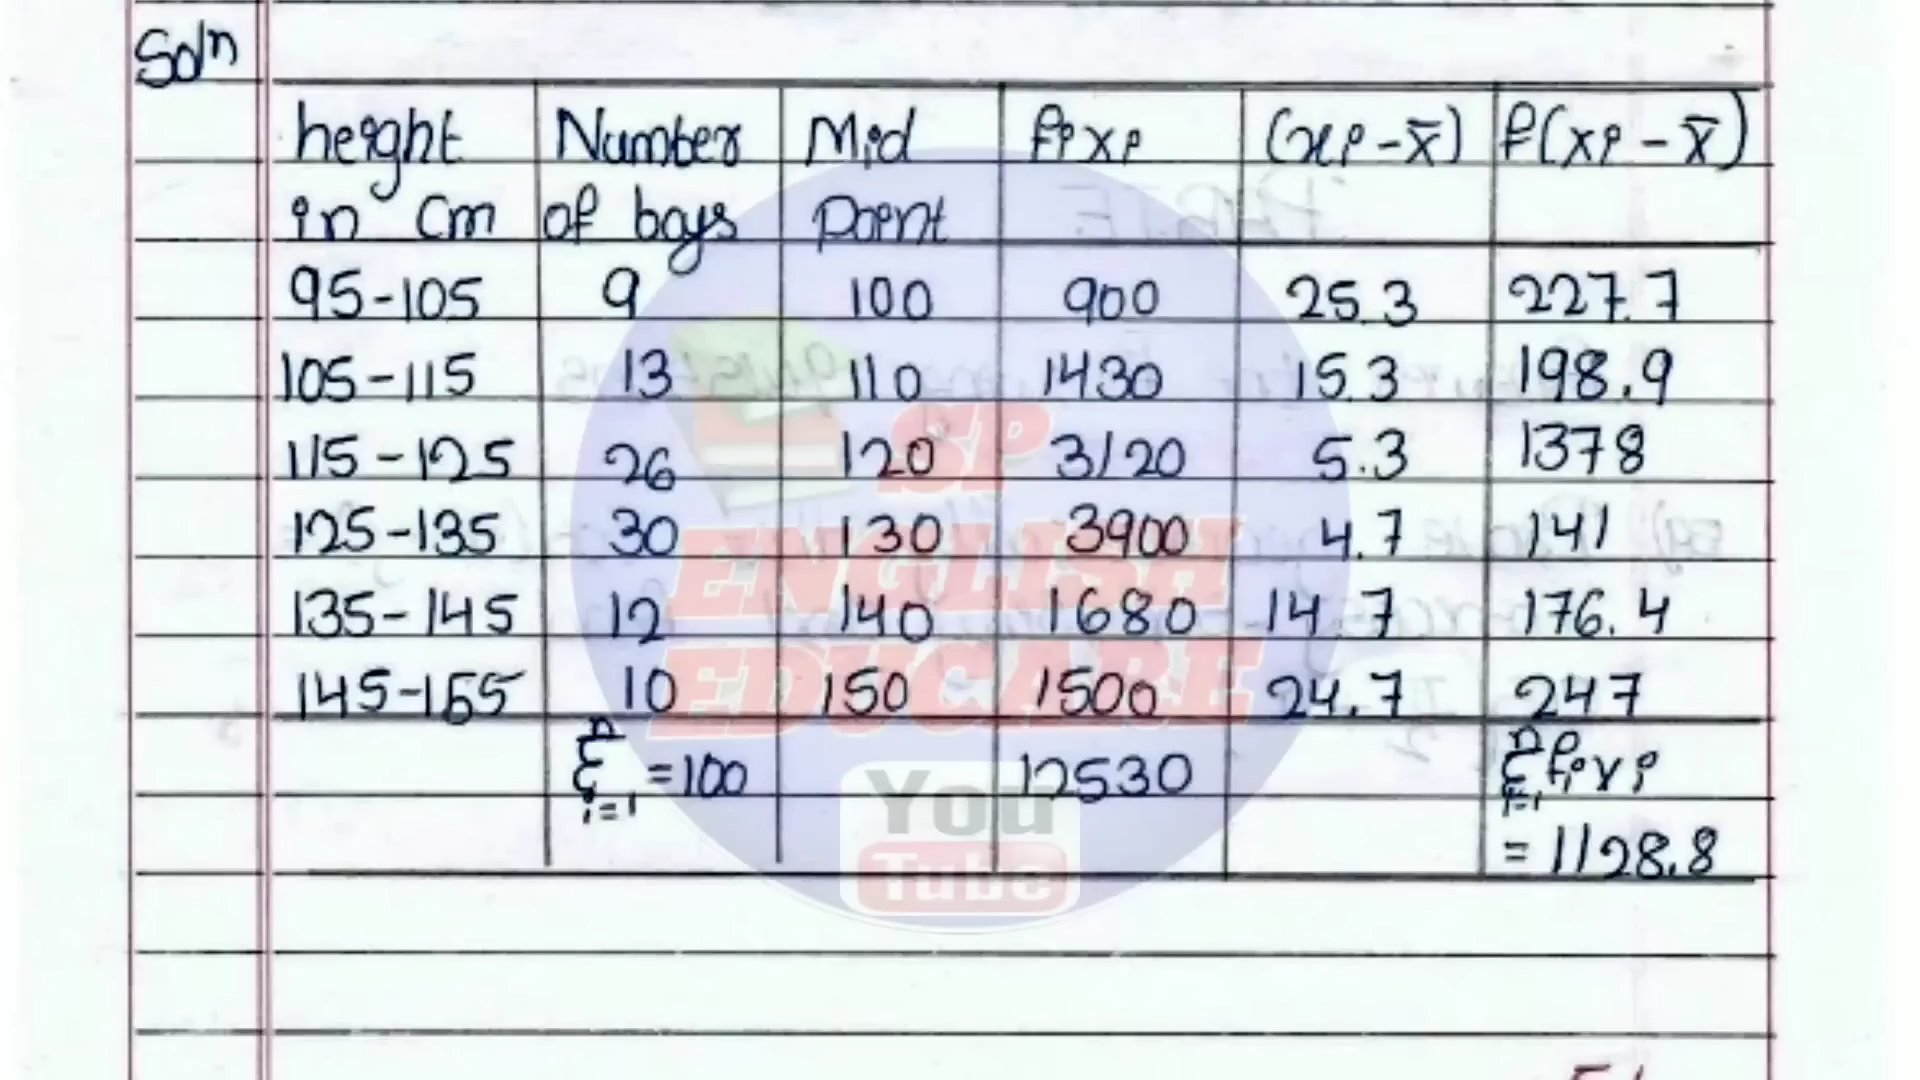 Soln
height in cm | Number of boys | Mid Point | fixi | (xi - x̄) | f(xi - x̄)
95-105 | 9 | 100 | 900 | 25.3 | 227.7
105-115 | 13 | 110 | 1430 | 15.3 | 198.9
115-125 | 26 | 120 | 3120 | 5.3 | 1378
125-135 | 30 | 130 | 3900 | 4.7 | 141
135-145 | 12 | 140 | 1680 | 14.7 | 176.4
145-155 | 10 | 150 | 1500 | 24.7 | 247
n Σ i=1 =100 | 12530 | n Σ i=1 fixi
= 1128.8
SP
ENGLISH
EDUCARE
You
Tube